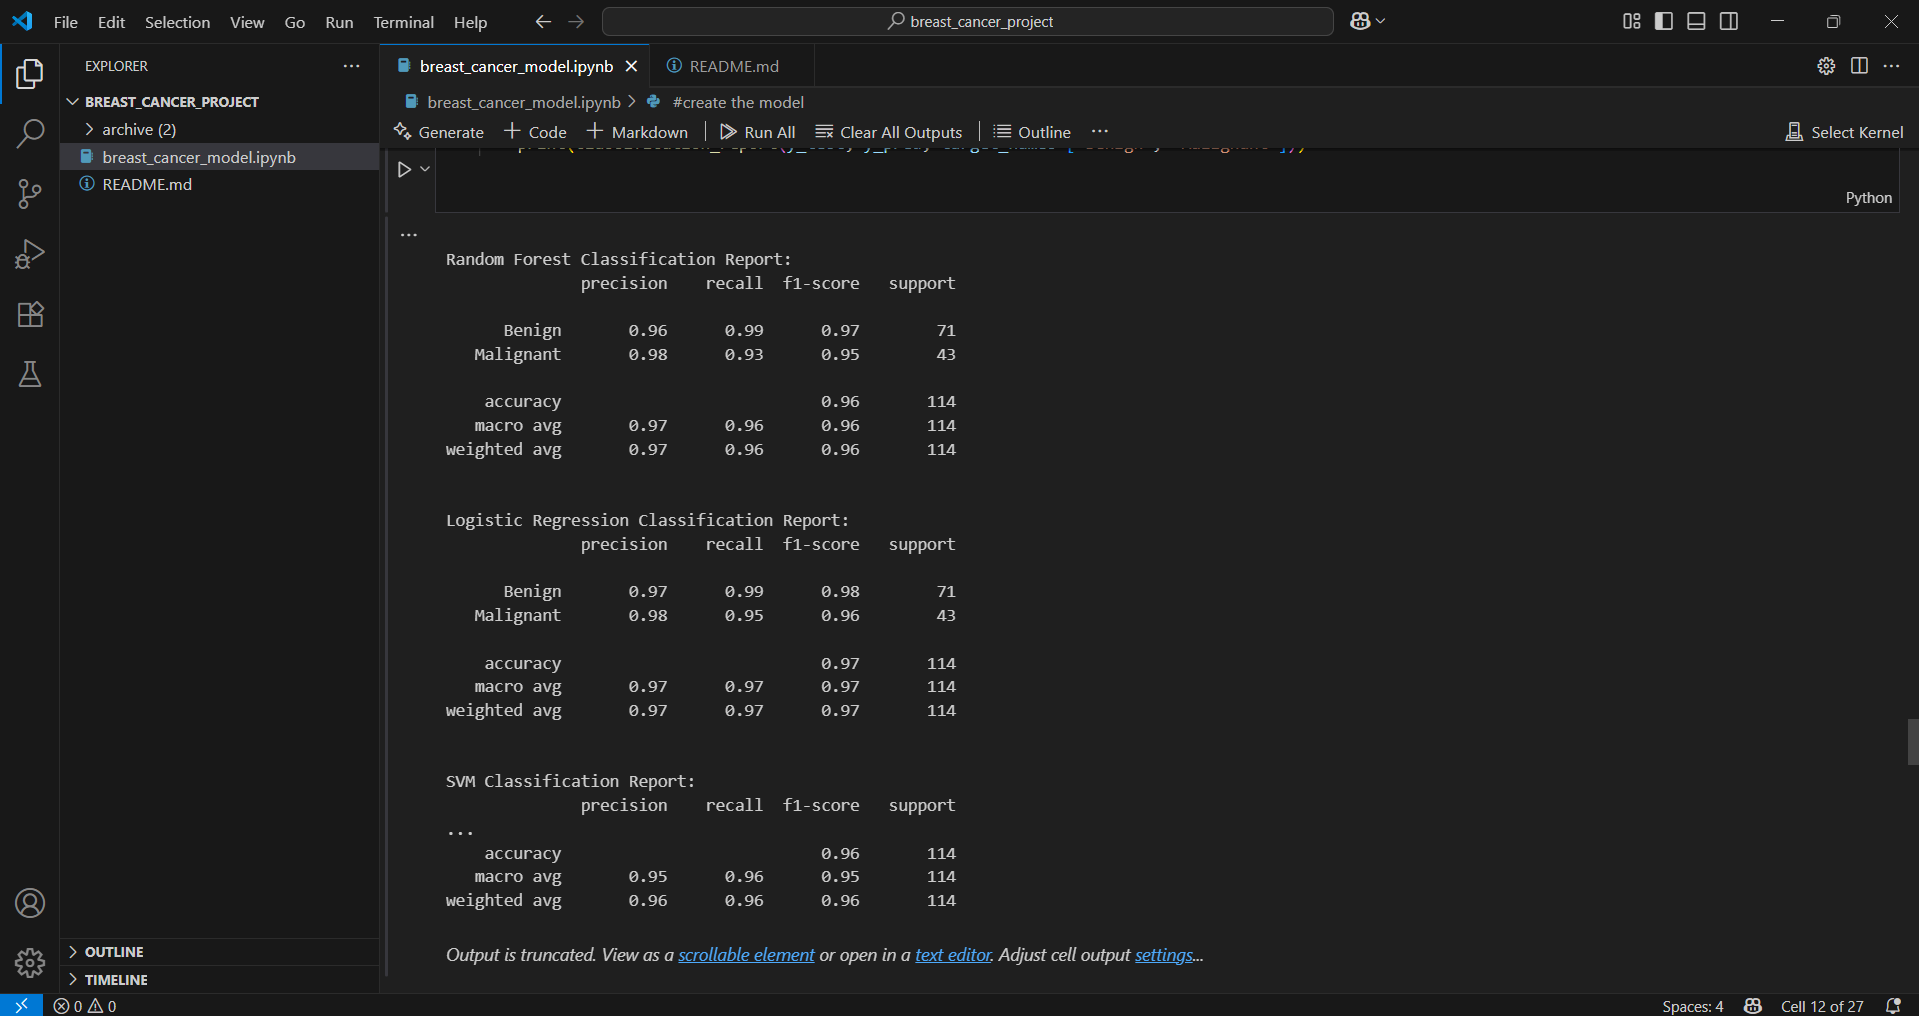 File Edit Selection View Go Run Terminal Help
breast_cancer_project
EXPLORER
BREAST_CANCER_PROJECT
archive (2)
breast_cancer_model.ipynb
README.md
breast_cancer_model.ipynb README.md
breast_cancer_model.ipynb > #create the model
Generate + Code + Markdown Run All Clear All Outputs Outline ... Select Kernel
Python
...
Random Forest Classification Report:
precision recall f1-score support
Benign 0.96 0.99 0.97 71
Malignant 0.98 0.93 0.95 43
accuracy 0.96 114
macro avg 0.97 0.96 0.96 114
weighted avg 0.97 0.96 0.96 114
Logistic Regression Classification Report:
precision recall f1-score support
Benign 0.97 0.99 0.98 71
Malignant 0.98 0.95 0.96 43
accuracy 0.97 114
macro avg 0.97 0.97 0.97 114
weighted avg 0.97 0.97 0.97 114
SVM Classification Report:
precision recall f1-score support
...
accuracy 0.96 114
macro avg 0.95 0.96 0.95 114
weighted avg 0.96 0.96 0.96 114
Output is truncated. View as a scrollable element or open in a text editor. Adjust cell output settings...
OUTLINE
TIMELINE
0 0
Spaces: 4 Cell 12 of 27